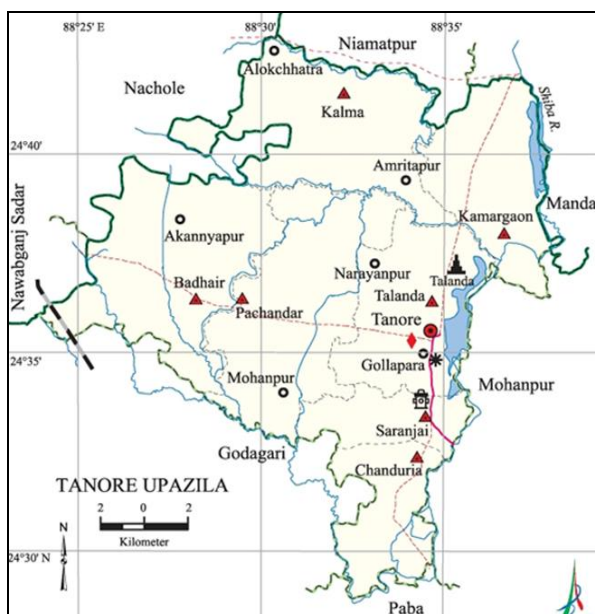 88°25' E
88°30'
88°35'
Niamatpur
Alokchhatra
Nachole
Kalma
Shiba R.
24°40'
Amritapur
Manda
Kamargaon
Akannyapur
Nawabganj Sadar
Narayanpur
Talanda
Badhair
Talanda
Pachandar
Tanore
24°35'
Gollapara
Mohanpur
Mohanpur
Saranjai
Godagari
Chanduria
TANORE UPAZILA
2 0 2
Kilometer
N
24°30' N
Paba